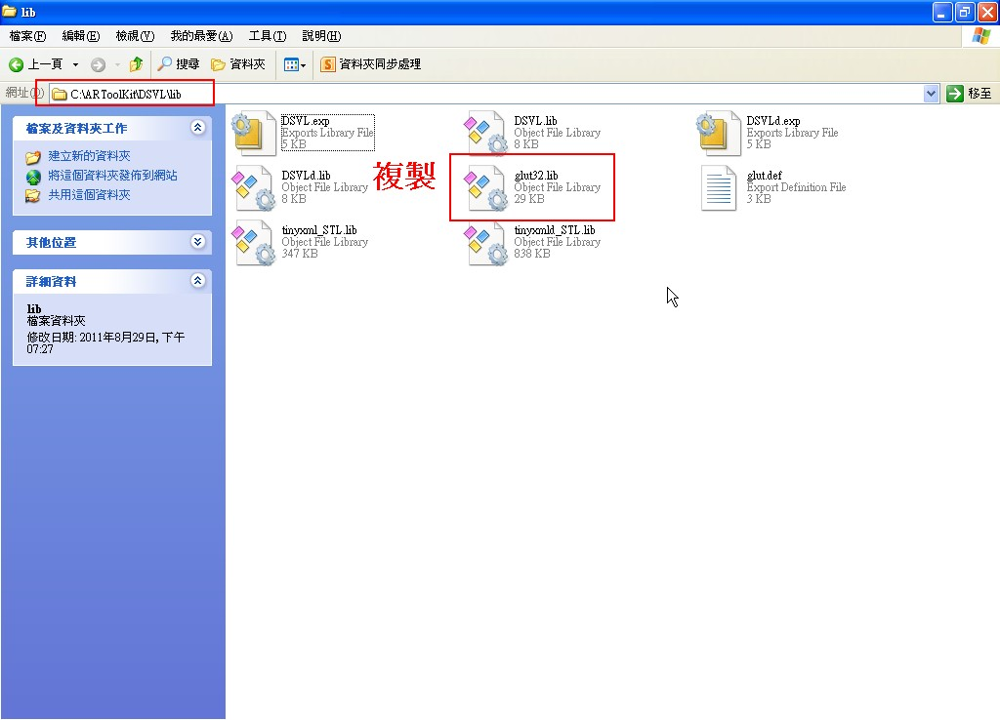 lib
檔案(F) 編輯(E) 檢視(V) 我的最愛(A) 工具(T) 說明(H)
上一頁 搜尋 資料夾 S 資料夾同步處理
網址(D) C:\ARToolKit\DSVL\lib 移至
檔案及資料夾工作
建立新的資料夾
將這個資料夾發佈到網站
共用這個資料夾
其他位置
詳細資料
lib
檔案資料夾
修改日期: 2011年8月29日, 下午
07:27
DSVL.exp
Exports Library File
5 KB
DSVL.lib
Object File Library
8 KB
DSVLd.exp
Exports Library File
5 KB
DSVLd.lib
Object File Library
8 KB
複製
glut32.lib
Object File Library
29 KB
glut.def
Export Definition File
3 KB
tinyxml_STL.lib
Object File Library
347 KB
tinyxmld_STL.lib
Object File Library
838 KB